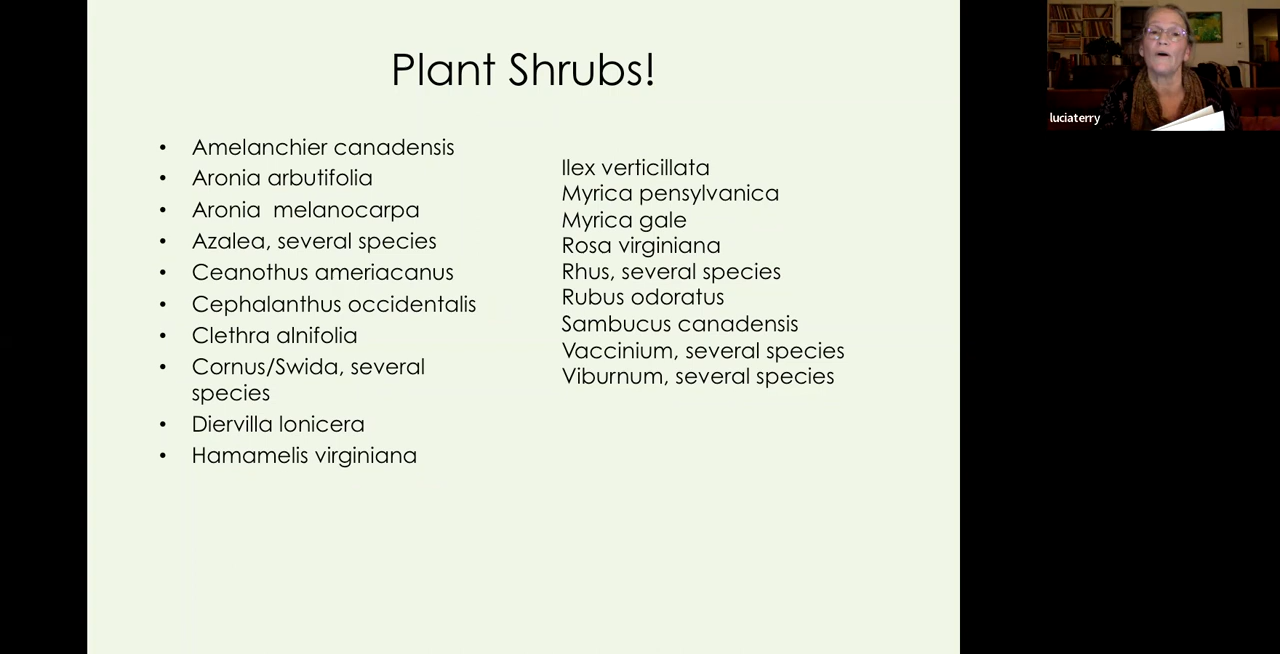 Plant Shrubs!
• Amelanchier canadensis
• Aronia arbutifolia
• Aronia  melanocarpa
• Azalea, several species
• Ceanothus ameriacanus
• Cephalanthus occidentalis
• Clethra alnifolia
• Cornus/Swida, several
species
• Diervilla lonicera
• Hamamelis virginiana
Ilex verticillata
Myrica pensylvanica
Myrica gale
Rosa virginiana
Rhus, several species
Rubus odoratus
Sambucus canadensis
Vaccinium, several species
Viburnum, several species
luciaterry